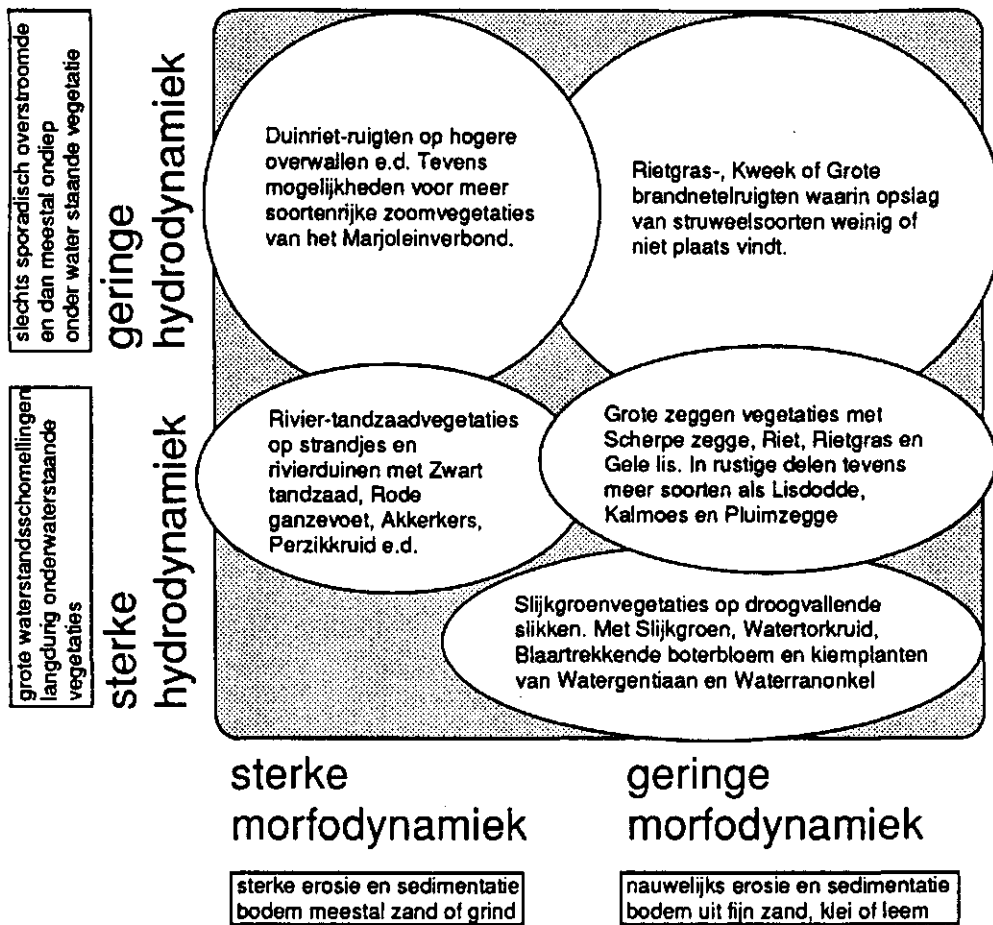 slechts sporadisch overstroomde
en dan meestal ondiep
onder water staande vegetatie
geringe
hydrodynamiek
Duinriet-ruigten op hogere
overwallen e.d. Tevens
mogelijkheden voor meer
soortenrijke zoomvegetaties
van het Marjoleinverbond.
Rietgras-, Kweek of Grote
brandnetelruigten waarin opslag
van struweelsoorten weinig of
niet plaats vindt.
grote waterstandsschomellingen
langdurig onderwaterstaande
vegetaties
sterke
hydrodynamiek
Rivier-tandzaadvegetaties
op strandjes en
rivierduinen met Zwart
tandzaad, Rode
ganzevoet, Akkerkers,
Perzikkruid e.d.
Grote zeggen vegetaties met
Scherpe zegge, Riet, Rietgras en
Gele lis. In rustige delen tevens
meer soorten als Lisdodde,
Kalmoes en Pluimzegge
Slijkgroenvegetaties op droogvallende
slikken. Met Slijkgroen, Watertorkruid,
Blaartrekkende boterbloem en kiemplanten
van Watergentiaan en Waterranonkel
sterke
morfodynamiek
geringe
morfodynamiek
sterke erosie en sedimentatie
bodem meestal zand of grind
nauwelijks erosie en sedimentatie
bodem uit fijn zand, klei of leem